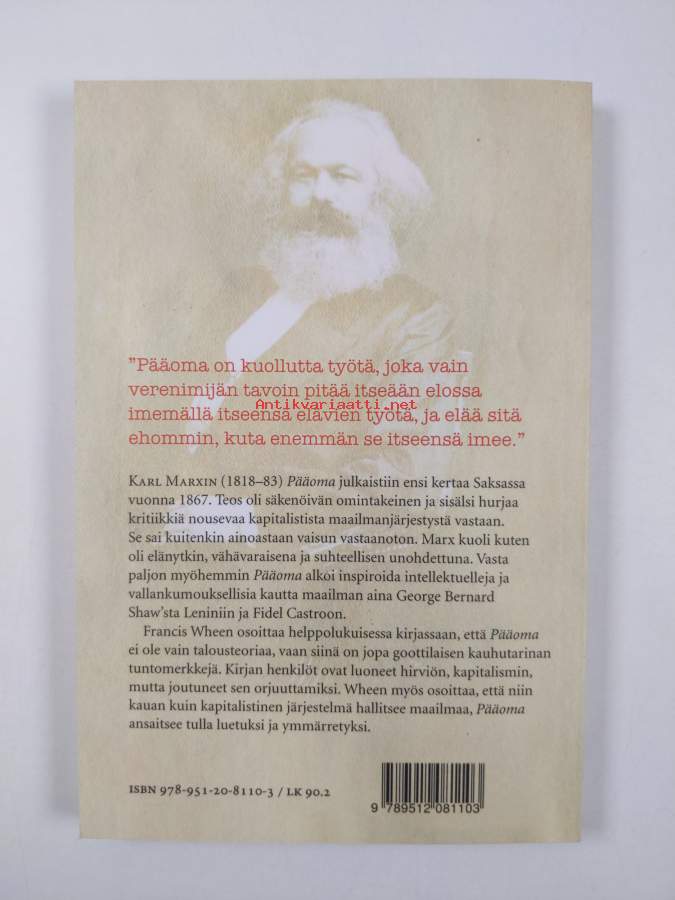 ”Pääoma on kuollutta työtä, joka vain
verenimijän tavoin pitää itseään elossa
Antikvariaatti.net
imemällä itseensä elävien työtä, ja elää sitä
ehommin, kuta enemmän se itseensä imee.”
Karl Marxin (1818–83) Pääoma julkaistiin ensi kertaa Saksassa
vuonna 1867. Teos oli säkenöivän omintakeinen ja sisälsi hurjaa
kritiikkiä nousevaa kapitalistista maailmanjärjestystä vastaan.
Se sai kuitenkin ainoastaan vaisun vastaanoton. Marx kuoli kuten
oli elänytkin, vähävaraisena ja suhteellisen unohdettuna. Vasta
paljon myöhemmin Pääoma alkoi inspiroida intellektuelleja ja
vallankumouksellisia kautta maailman aina George Bernard
Shaw’sta Leniniin ja Fidel Castroon.
Francis Wheen osoittaa helppolukuisessa kirjassaan, että Pääoma
ei ole vain talousteoriaa, vaan siinä on jopa goottilaisen kauhutarinan
tuntomerkkejä. Kirjan henkilöt ovat luoneet hirviön, kapitalismin,
mutta joutuneet sen orjuuttamiksi. Wheen myös osoittaa, että niin
kauan kuin kapitalistinen järjestelmä hallitsee maailmaa, Pääoma
ansaitsee tulla luetuksi ja ymmärretyksi.
ISBN 978-951-20-8110-3 / LK 90.2
9 789512 081103